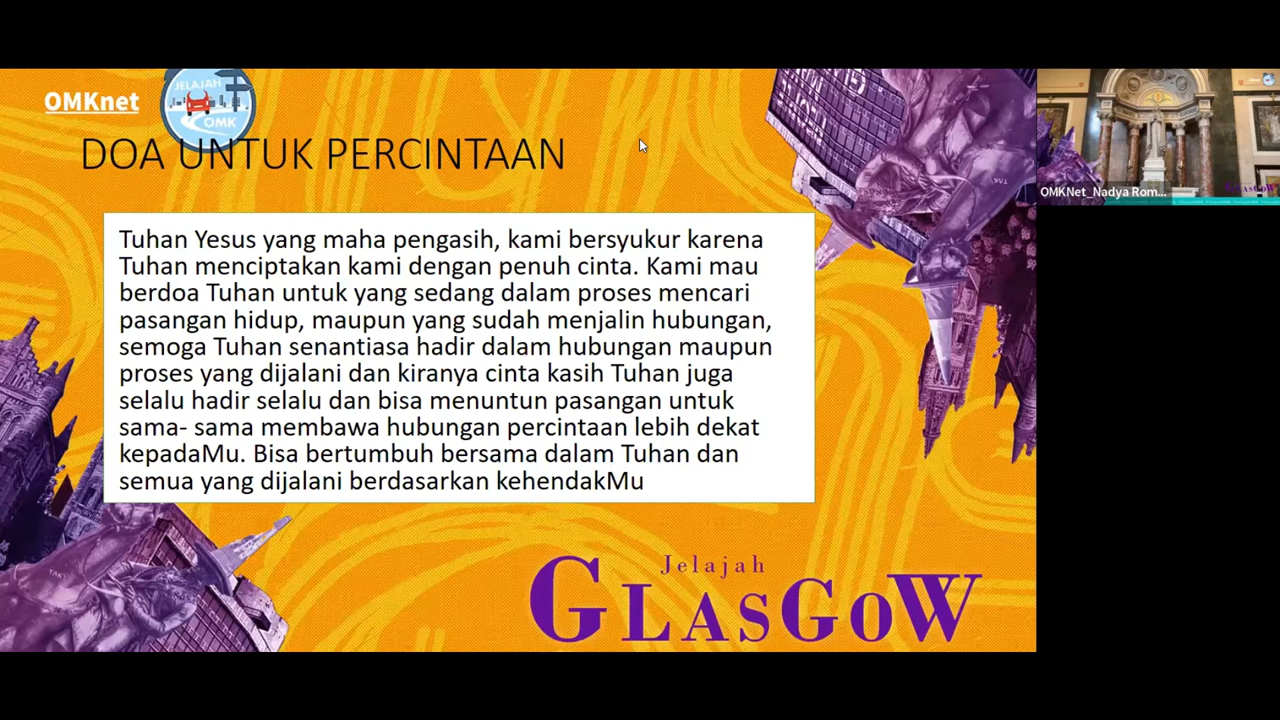 OMKnet
JELAJAH
OMK
DOA UNTUK PERCINTAAN
Tuhan Yesus yang maha pengasih, kami bersyukur karena
Tuhan menciptakan kami dengan penuh cinta. Kami mau
berdoa Tuhan untuk yang sedang dalam proses mencari
pasangan hidup, maupun yang sudah menjalin hubungan,
semoga Tuhan senantiasa hadir dalam hubungan maupun
proses yang dijalani dan kiranya cinta kasih Tuhan juga
selalu hadir selalu dan bisa menuntun pasangan untuk
sama- sama membawa hubungan percintaan lebih dekat
kepadaMu. Bisa bertumbuh bersama dalam Tuhan dan
semua yang dijalani berdasarkan kehendakMu
Jelajah
GLASGOW
OMKNet_Nadya Rom...
GLASGOW